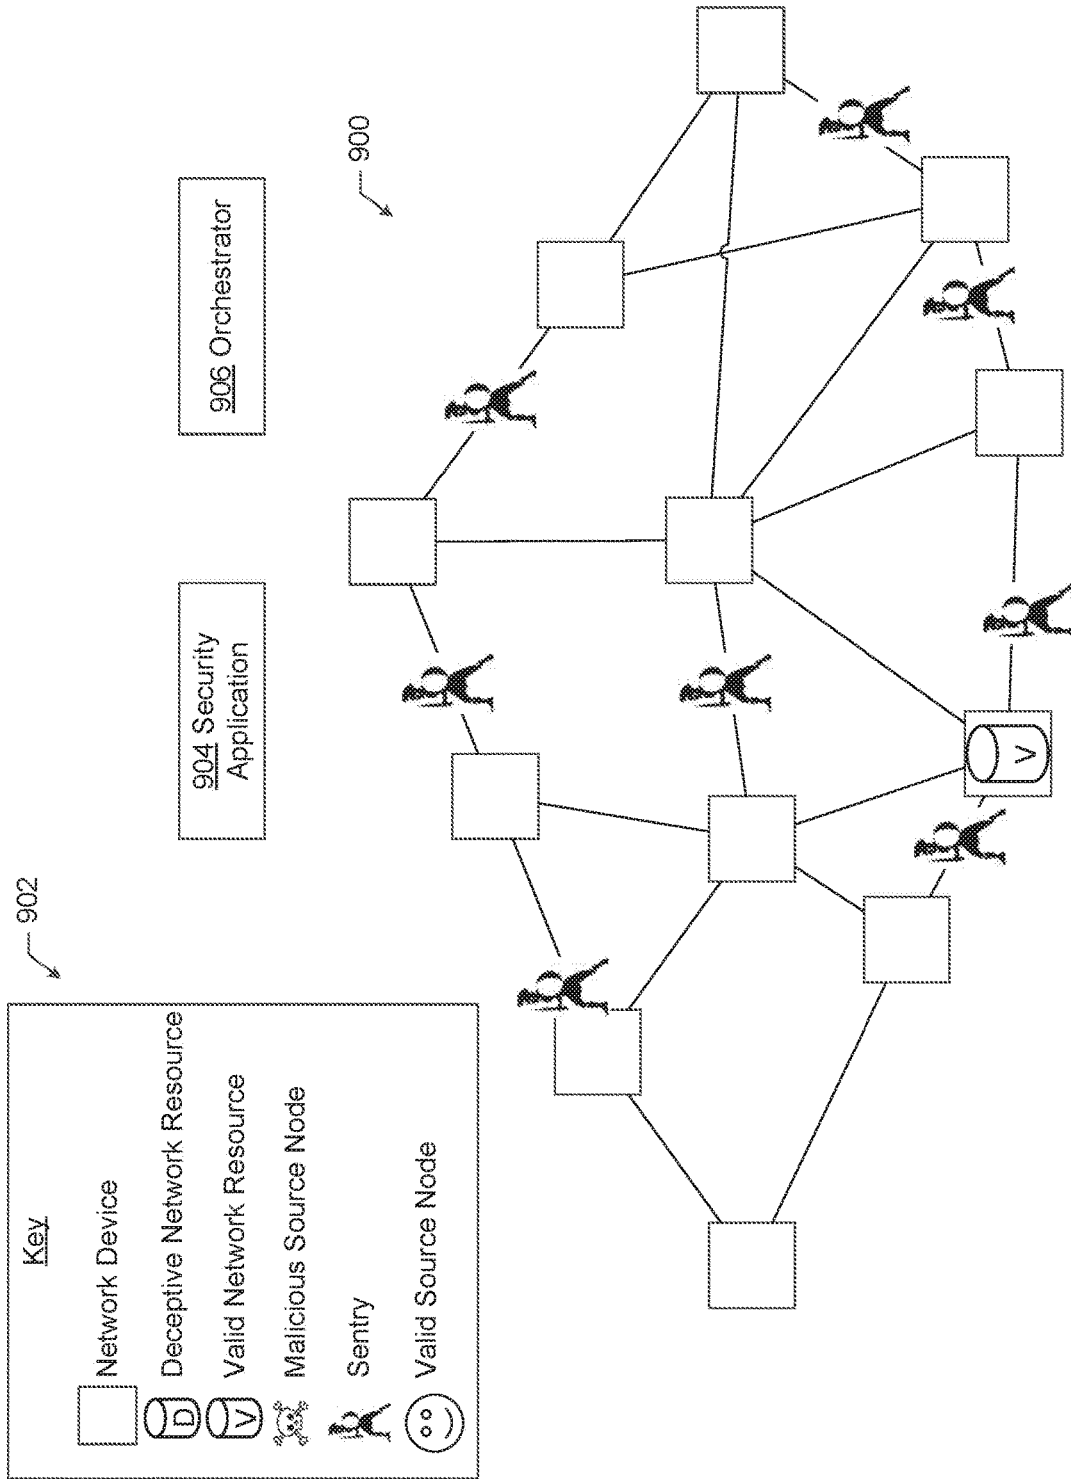 Key
Network Device
D
Deceptive Network Resource
V
Valid Network Resource
Malicious Source Node
Sentry
Valid Source Node
902
904 Security
Application
906 Orchestrator
900
V